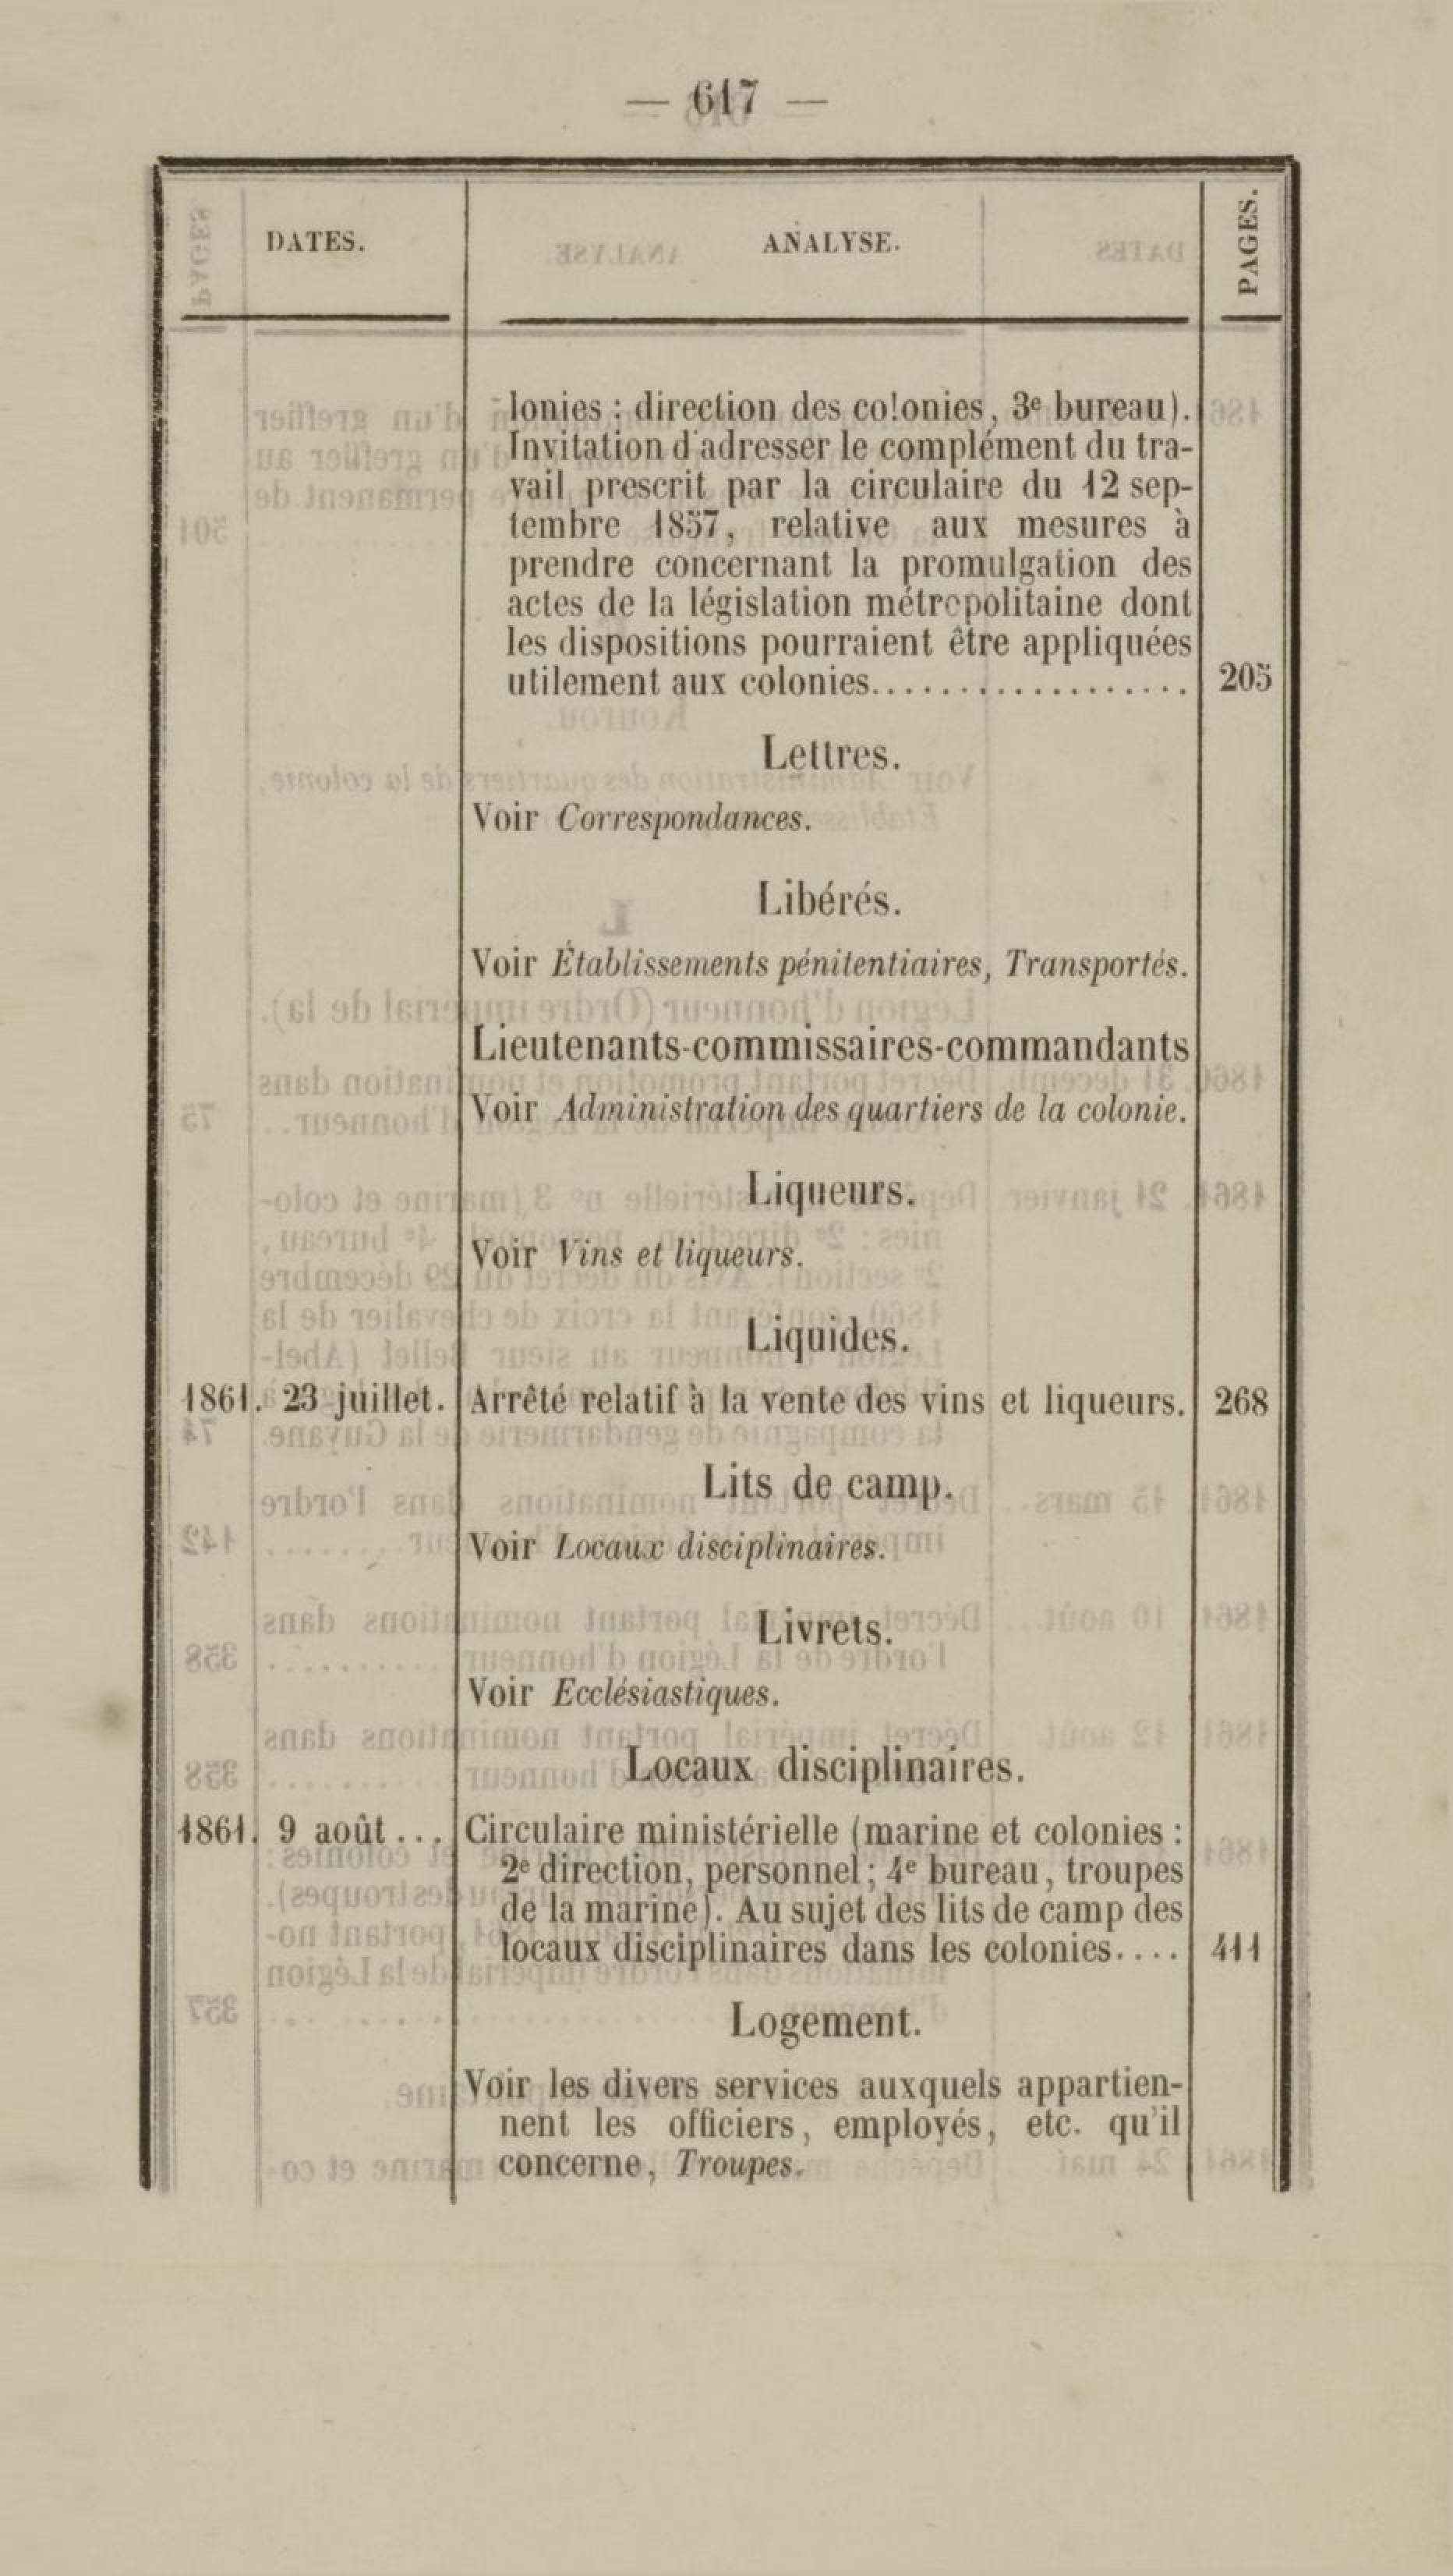 — 617 —
DATES. ANALYSE. PAGES.
lonies : direction des colonies, 3e bureau).
Invitation d'adresser le complément du tra-
vail prescrit par la circulaire du 12 sep-
tembre 1857, relative aux mesures à
prendre concernant la promulgation des
actes de la législation métropolitaine dont
les dispositions pourraient être appliquées
utilement aux colonies.................. 205
Lettres.
Voir Correspondances.
Libérés.
Voir Établissements pénitentiaires, Transportés.
Lieutenants-commissaires-commandants
Voir Administration des quartiers de la colonie.
Liqueurs.
Voir Vins et liqueurs.
Liquides.
1861. 23 juillet. Arrêté relatif à la vente des vins et liqueurs. 268
Lits de camp.
Voir Locaux disciplinaires.
Livrets.
Voir Ecclésiastiques.
Locaux disciplinaires.
1861. 9 août... Circulaire ministérielle (marine et colonies :
2e direction, personnel ; 4e bureau, troupes
de la marine). Au sujet des lits de camp des
locaux disciplinaires dans les colonies.... 411
Logement.
Voir les divers services auxquels appartien-
nent les officiers, employés, etc. qu'il
concerne, Troupes.